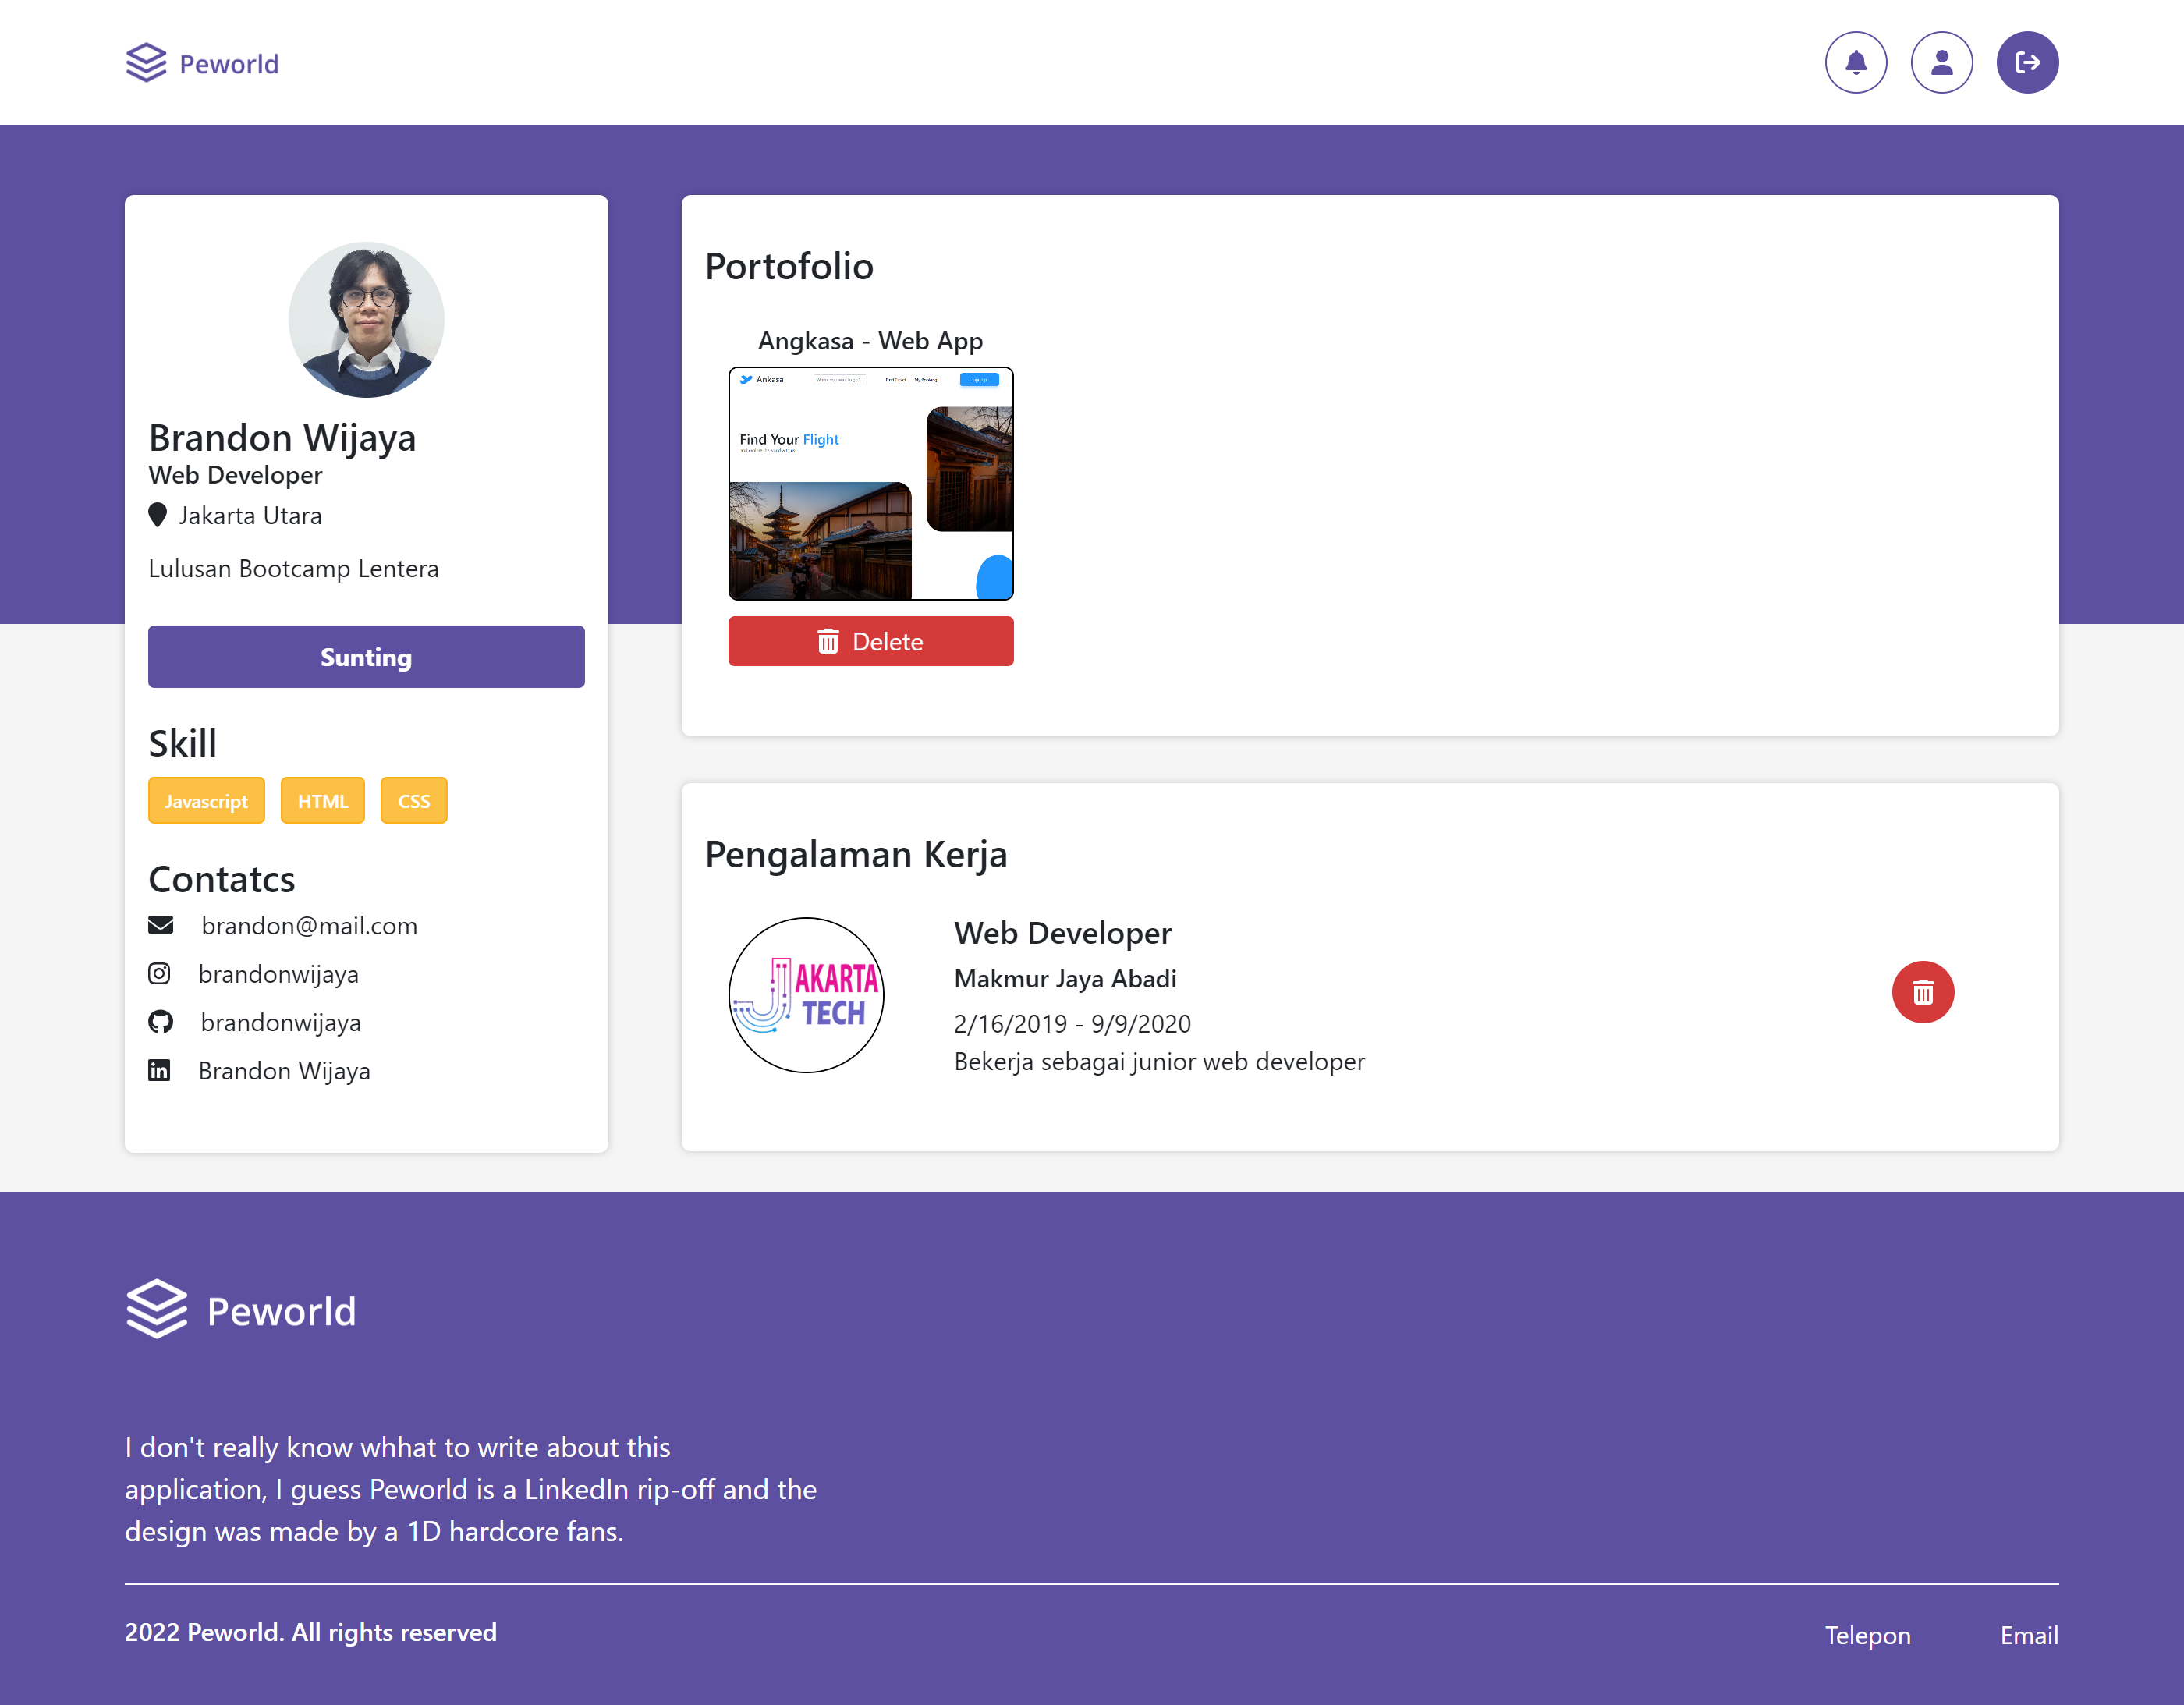 Peworld
Brandon Wijaya
Web Developer
Jakarta Utara
Lulusan Bootcamp Lentera
Sunting
Skill
Javascript HTML CSS
Contatcs
brandon@mail.com
brandonwijaya
brandonwijaya
Brandon Wijaya
Portofolio
Angkasa - Web App
Ankasa
My Booking
Sign Up
Find Your Flight
Delete
Pengalaman Kerja
JAKARTA
TECH
Web Developer
Makmur Jaya Abadi
2/16/2019 - 9/9/2020
Bekerja sebagai junior web developer
Peworld
I don't really know whhat to write about this
application, I guess Peworld is a LinkedIn rip-off and the
design was made by a 1D hardcore fans.
2022 Peworld. All rights reserved
Telepon Email